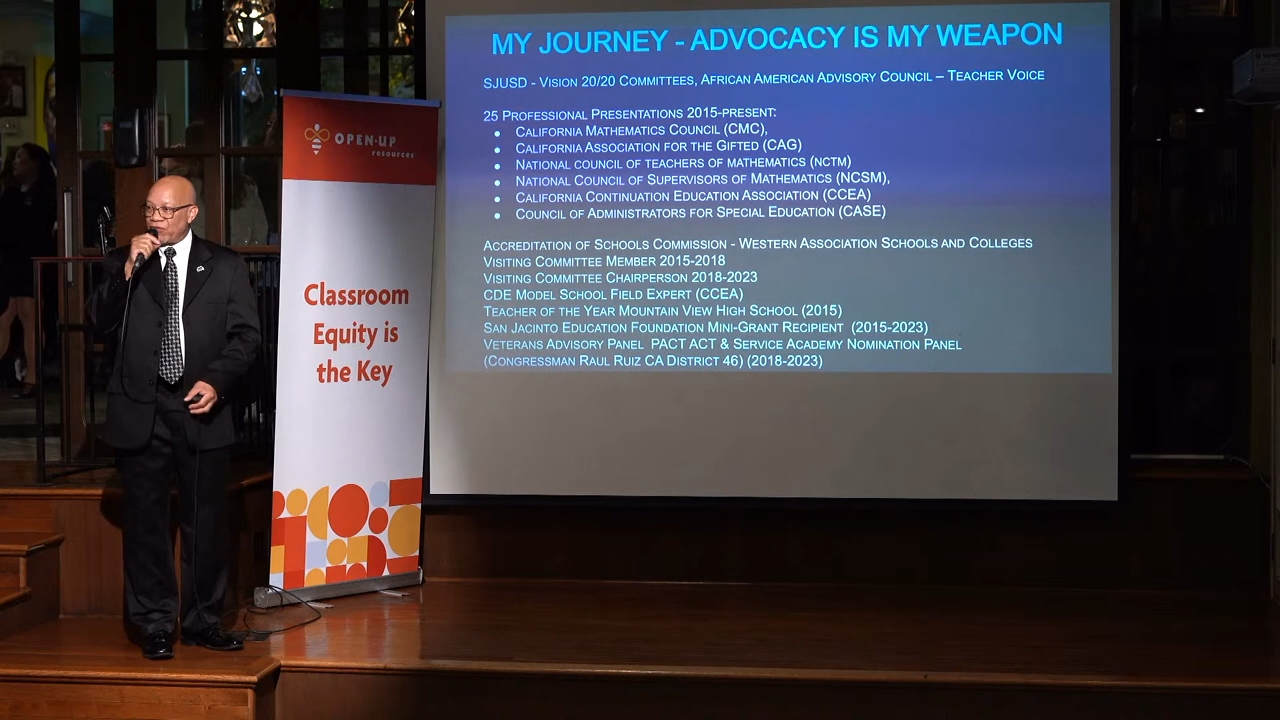 OPEN-UP
resources
Classroom
Equity is
the Key
MY JOURNEY - ADVOCACY IS MY WEAPON
SJUSD - VISION 20/20 COMMITTEES, AFRICAN AMERICAN ADVISORY COUNCIL – TEACHER VOICE
25 PROFESSIONAL PRESENTATIONS 2015-PRESENT:
• CALIFORNIA MATHEMATICS COUNCIL (CMC),
• CALIFORNIA ASSOCIATION FOR THE GIFTED (CAG)
• NATIONAL COUNCIL OF TEACHERS OF MATHEMATICS (NCTM)
• NATIONAL COUNCIL OF SUPERVISORS OF MATHEMATICS (NCSM),
• CALIFORNIA CONTINUATION EDUCATION ASSOCIATION (CCEA)
• COUNCIL OF ADMINISTRATORS FOR SPECIAL EDUCATION (CASE)
ACCREDITATION OF SCHOOLS COMMISSION - WESTERN ASSOCIATION SCHOOLS AND COLLEGES
VISITING COMMITTEE MEMBER 2015-2018
VISITING COMMITTEE CHAIRPERSON 2018-2023
CDE MODEL SCHOOL FIELD EXPERT (CCEA)
TEACHER OF THE YEAR MOUNTAIN VIEW HIGH SCHOOL (2015)
SAN JACINTO EDUCATION FOUNDATION MINI-GRANT RECIPIENT (2015-2023)
VETERANS ADVISORY PANEL PACT ACT & SERVICE ACADEMY NOMINATION PANEL
(CONGRESSMAN RAUL RUIZ CA DISTRICT 46) (2018-2023)